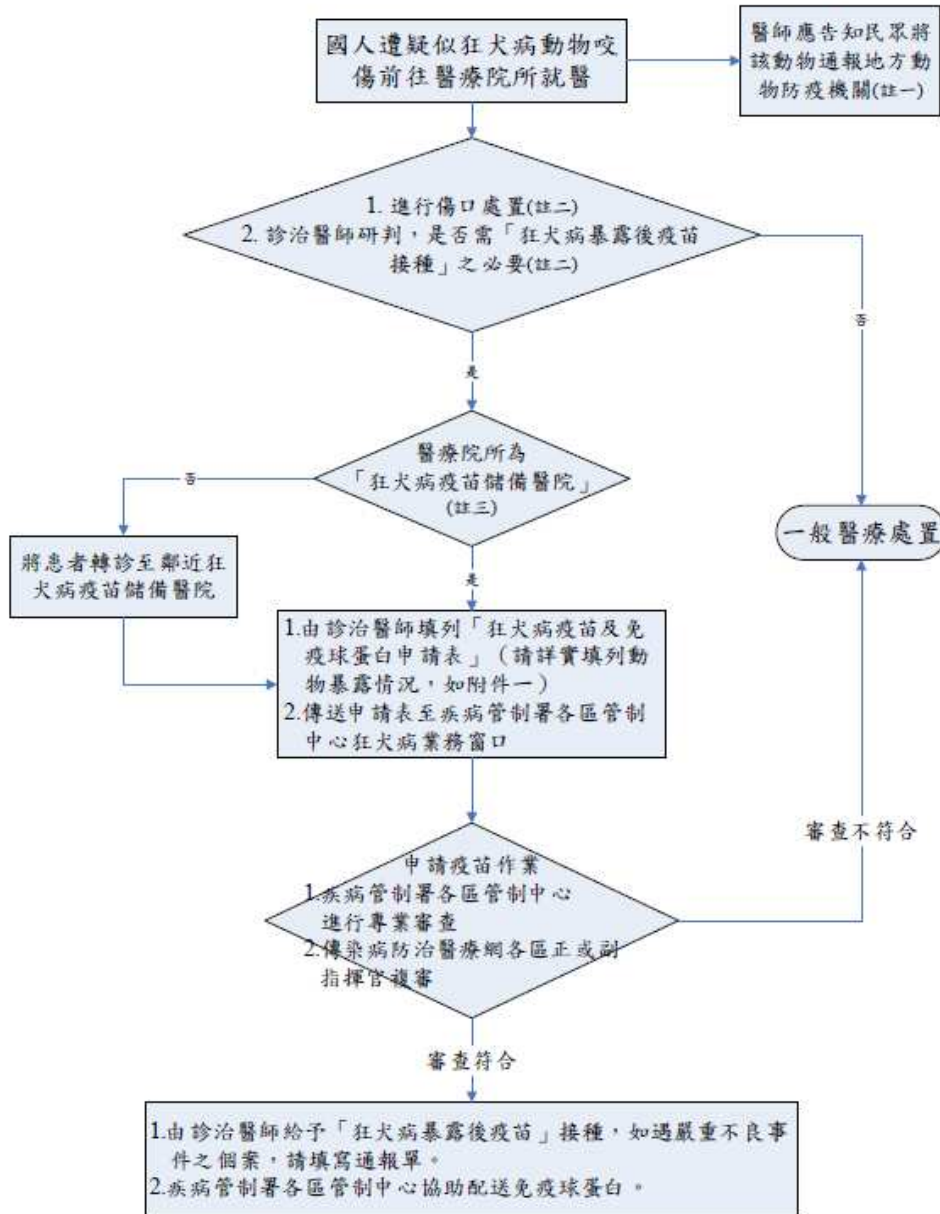 國人遭疑似狂犬病動物咬
傷前往醫療院所就醫
醫師應告知民眾將
該動物通報地方動
物防疫機關(註一)
1. 進行傷口處置(註二)
2. 診治醫師研判，是否需「狂犬病暴露後疫苗
接種」之必要(註二)
否
是
醫療院所為
「狂犬病疫苗儲備醫院」
(註三)
否
一般醫療處置
將患者轉診至鄰近狂
犬病疫苗儲備醫院
是
1.由診治醫師填列「狂犬病疫苗及免
疫球蛋白申請表」（請詳實填列動
物暴露情況，如附件一）
2.傳送申請表至疾病管制署各區管制
中心狂犬病業務窗口
審查不符合
申請疫苗作業
1.疾病管制署各區管制中心
進行專業審查
2.傳染病防治醫療網各區正或副
指揮官複審
審查符合
1.由診治醫師給予「狂犬病暴露後疫苗」接種，如遇嚴重不良事
件之個案，請填寫通報單。
2.疾病管制署各區管制中心協助配送免疫球蛋白。